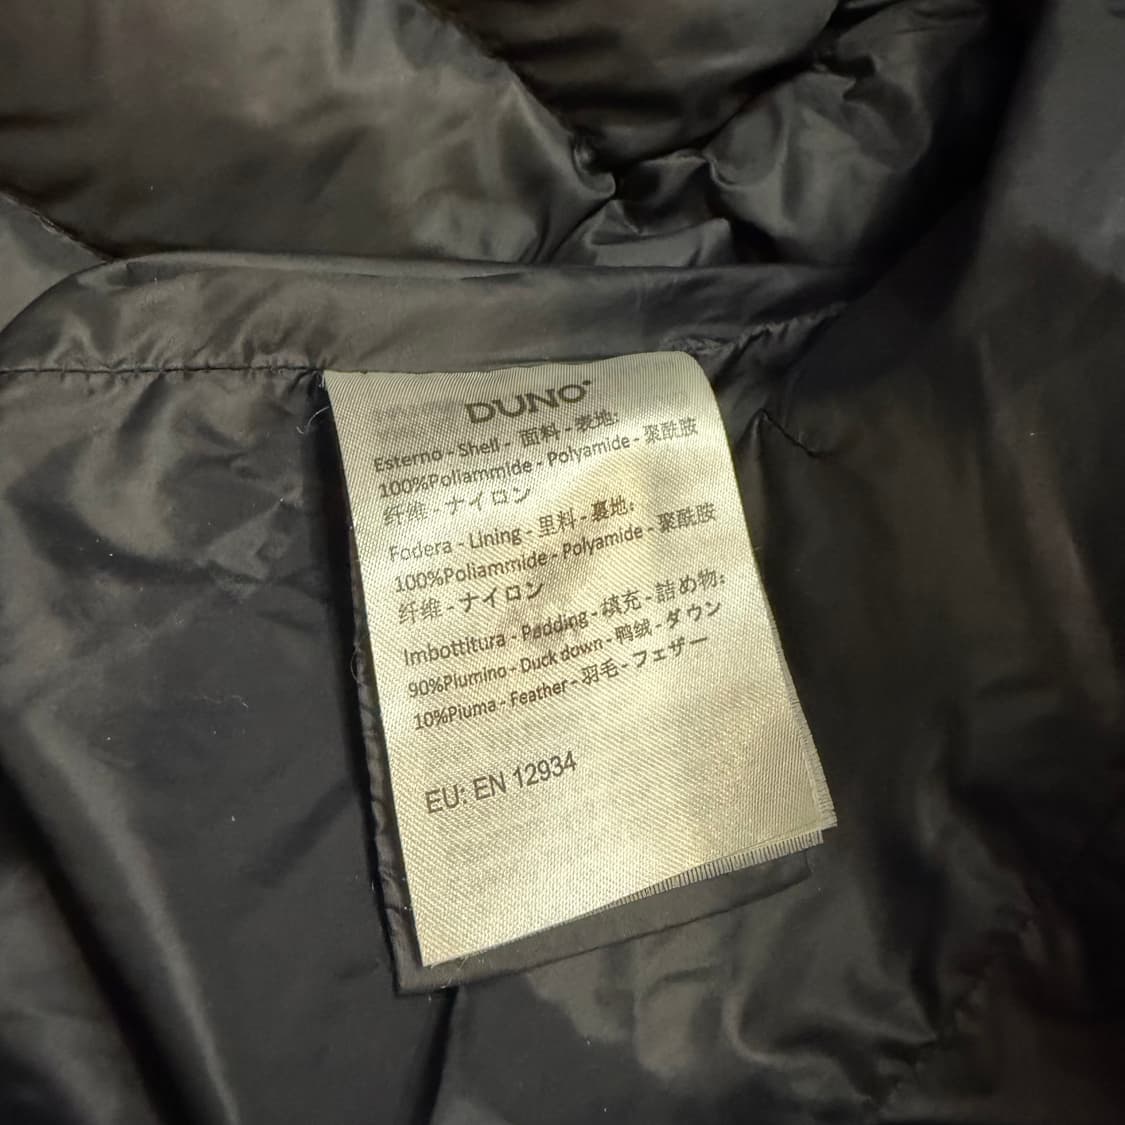 DUNO
Esterno - Shell - 面料 - 表地:
100%Poliammide - Polyamide - 聚酰胺
纤维 - ナイロン
Fodera - Lining - 里料 - 裏地:
100%Poliammide - Polyamide - 聚酰胺
纤维 - ナイロン
Imbottitura - Padding - 填充 - 詰め物:
90%Piumino - Duck down - 鸭绒 - ダウン
10%Piuma - Feather - 羽毛 - フェザー
EU: EN 12934